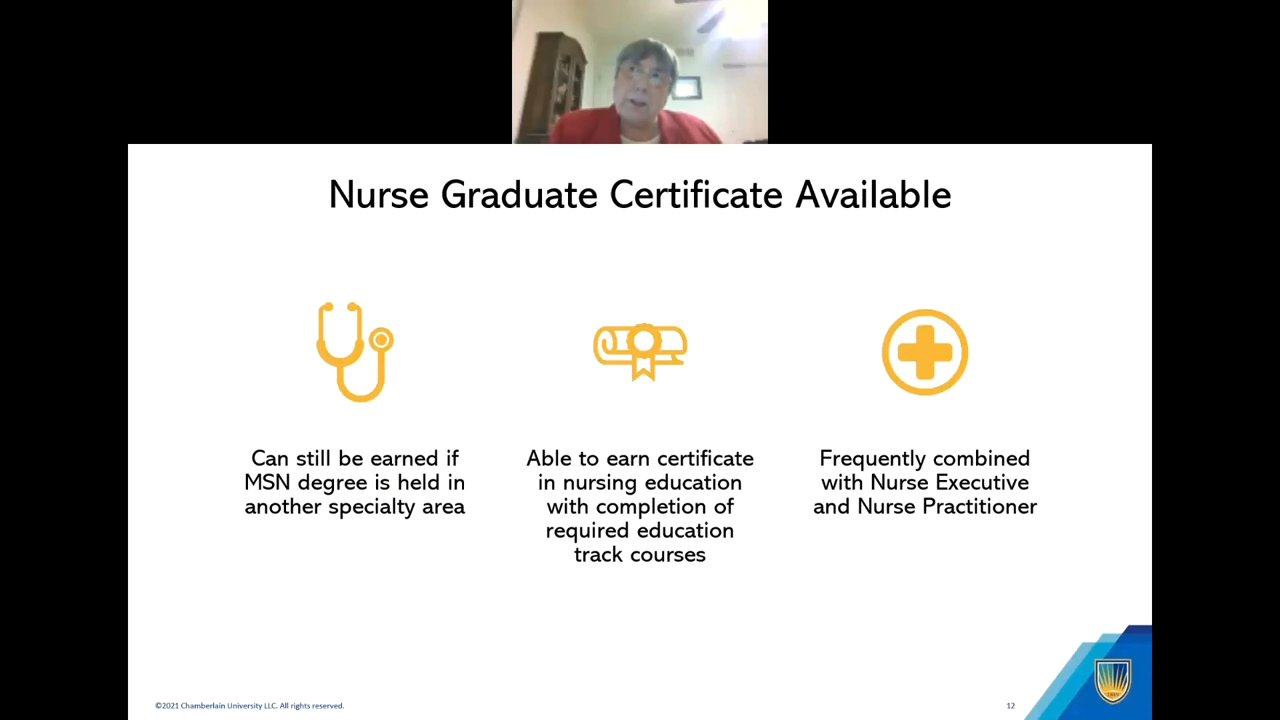 Nurse Graduate Certificate Available
Can still be earned if
MSN degree is held in
another specialty area
Able to earn certificate
in nursing education
with completion of
required education
track courses
Frequently combined
with Nurse Executive
and Nurse Practitioner
©2021 Chamberlain University LLC. All rights reserved.
12